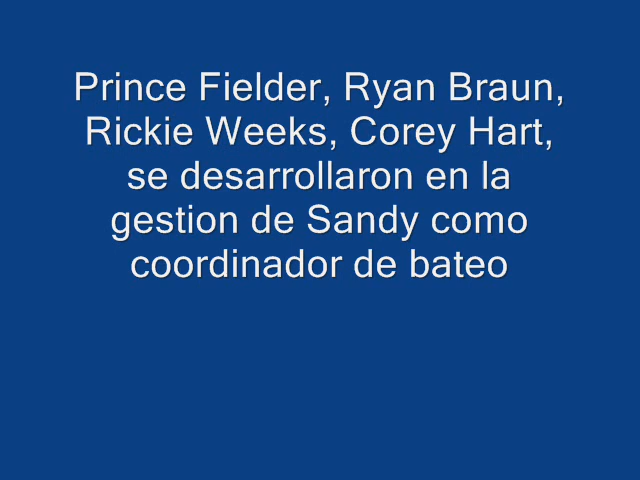 Prince Fielder, Ryan Braun,
Rickie Weeks, Corey Hart,
se desarrollaron en la
gestion de Sandy como
coordinador de bateo